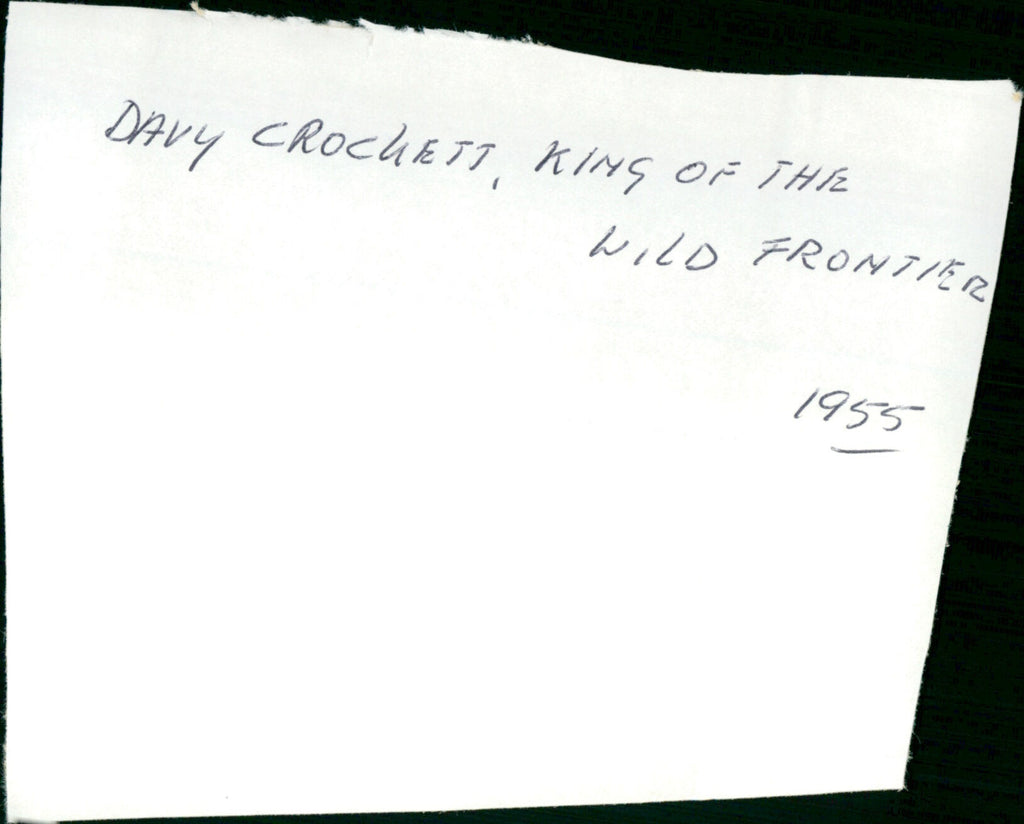 DAVY CROCKETT, KING OF THE
WILD FRONTIER
1955